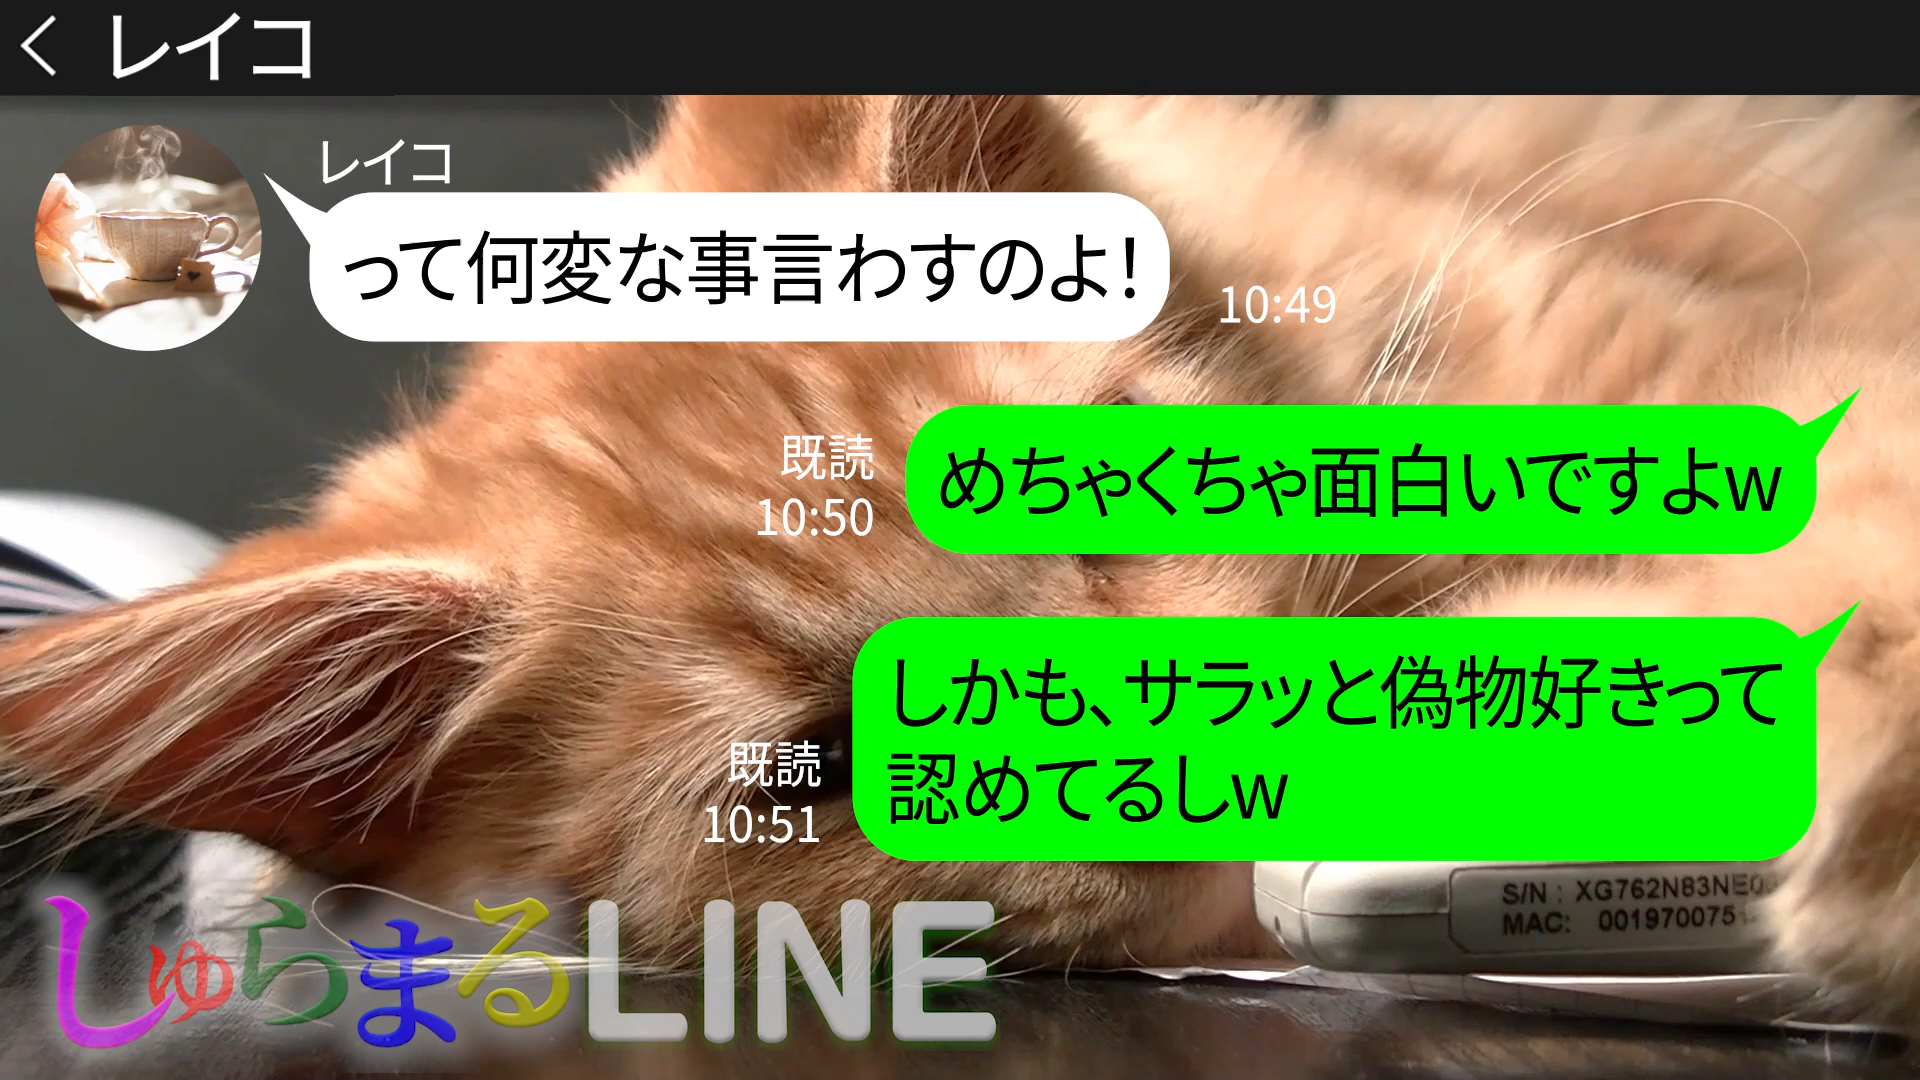 レイコ
レイコ
って何変な事言わすのよ！
10:49
めちゃくちゃ面白いですよw
既読
10:50
しかも、サラッと偽物好きって
認めてるしw
既読
10:51
S/N : XG762N83NE0
MAC: 001970075
しゅらまるLINE